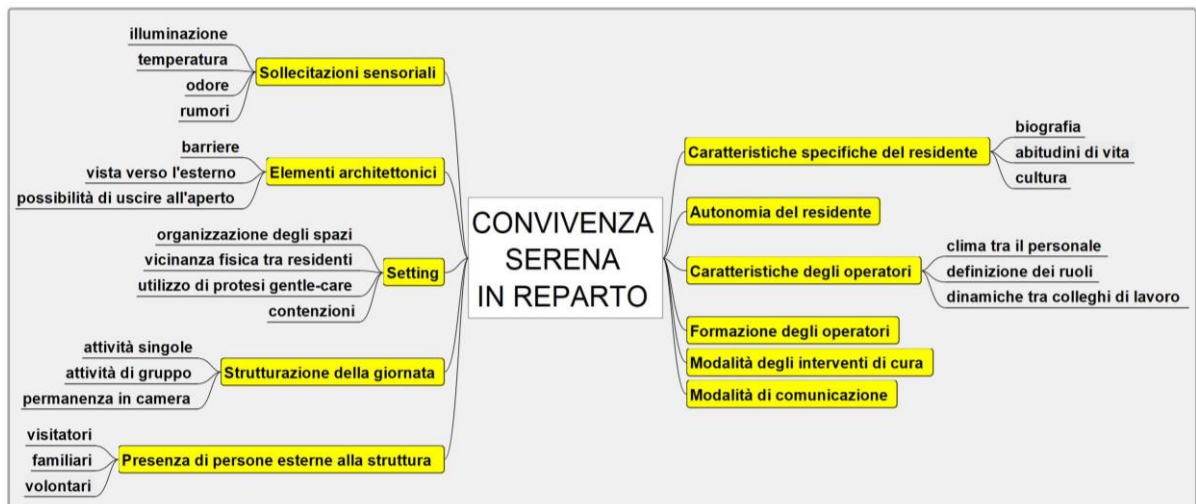 illuminazione
temperatura
odore
rumori
Sollecitazioni sensoriali
barriere
vista verso l'esterno
possibilità di uscire all'aperto
Elementi architettonici
organizzazione degli spazi
vicinanza fisica tra residenti
utilizzo di protesi gentle-care
contenzioni
Setting
attività singole
attività di gruppo
permanenza in camera
Strutturazione della giornata
visitatori
familiari
volontari
Presenza di persone esterne alla struttura
CONVIVENZA
SERENA
IN REPARTO
Caratteristiche specifiche del residente
biografia
abitudini di vita
cultura
Autonomia del residente
Caratteristiche degli operatori
clima tra il personale
definizione dei ruoli
dinamiche tra colleghi di lavoro
Formazione degli operatori
Modalità degli interventi di cura
Modalità di comunicazione